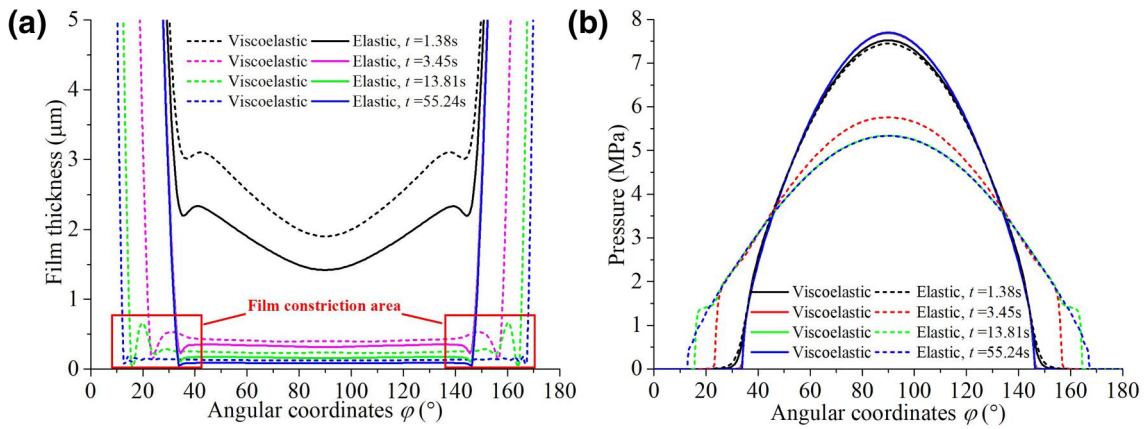 (a)
Film thickness (μm)
5
4
3
2
1
0
Viscoelastic Elastic, t =1.38s
Viscoelastic Elastic, t =3.45s
Viscoelastic Elastic, t =13.81s
Viscoelastic Elastic, t =55.24s
Film constriction area
0 20 40 60 80 100 120 140 160 180
Angular coordinates φ (°)
(b)
Pressure (MPa)
8
7
6
5
4
3
2
1
0
Viscoelastic Elastic, t =1.38s
Viscoelastic Elastic, t =3.45s
Viscoelastic Elastic, t =13.81s
Viscoelastic Elastic, t =55.24s
0 20 40 60 80 100 120 140 160 180
Angular coordinates φ (°)